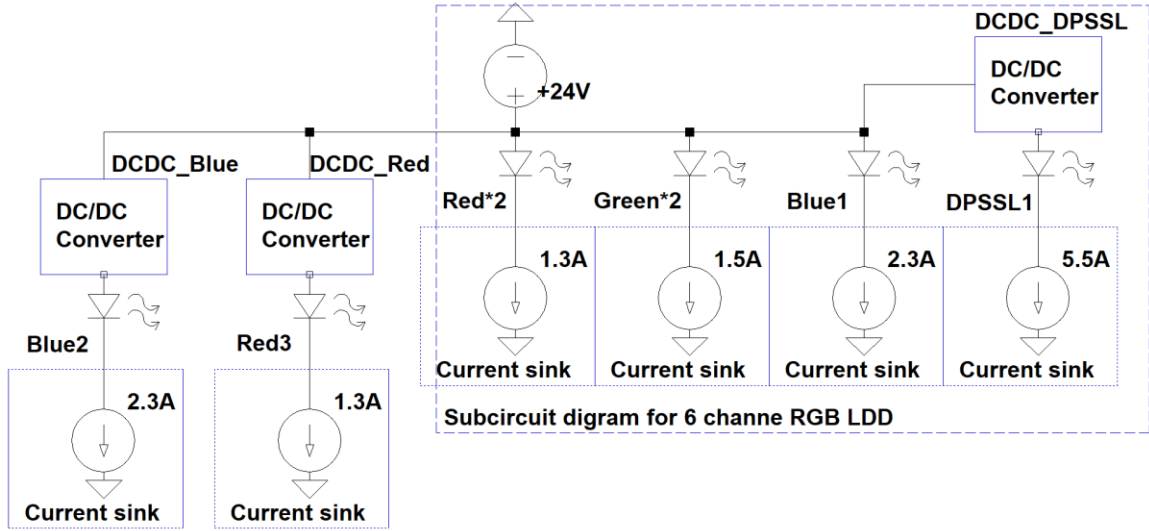 DCDC_DPSSL
DC/DC
Converter
+24V
DCDC_Blue
DCDC_Red
DC/DC
Converter
DC/DC
Converter
Red*2
Green*2
Blue1
DPSSL1
1.3A
1.5A
2.3A
5.5A
Blue2
Red3
Current sink
Current sink
Current sink
Current sink
2.3A
1.3A
Subcircuit digram for 6 channe RGB LDD
Current sink
Current sink